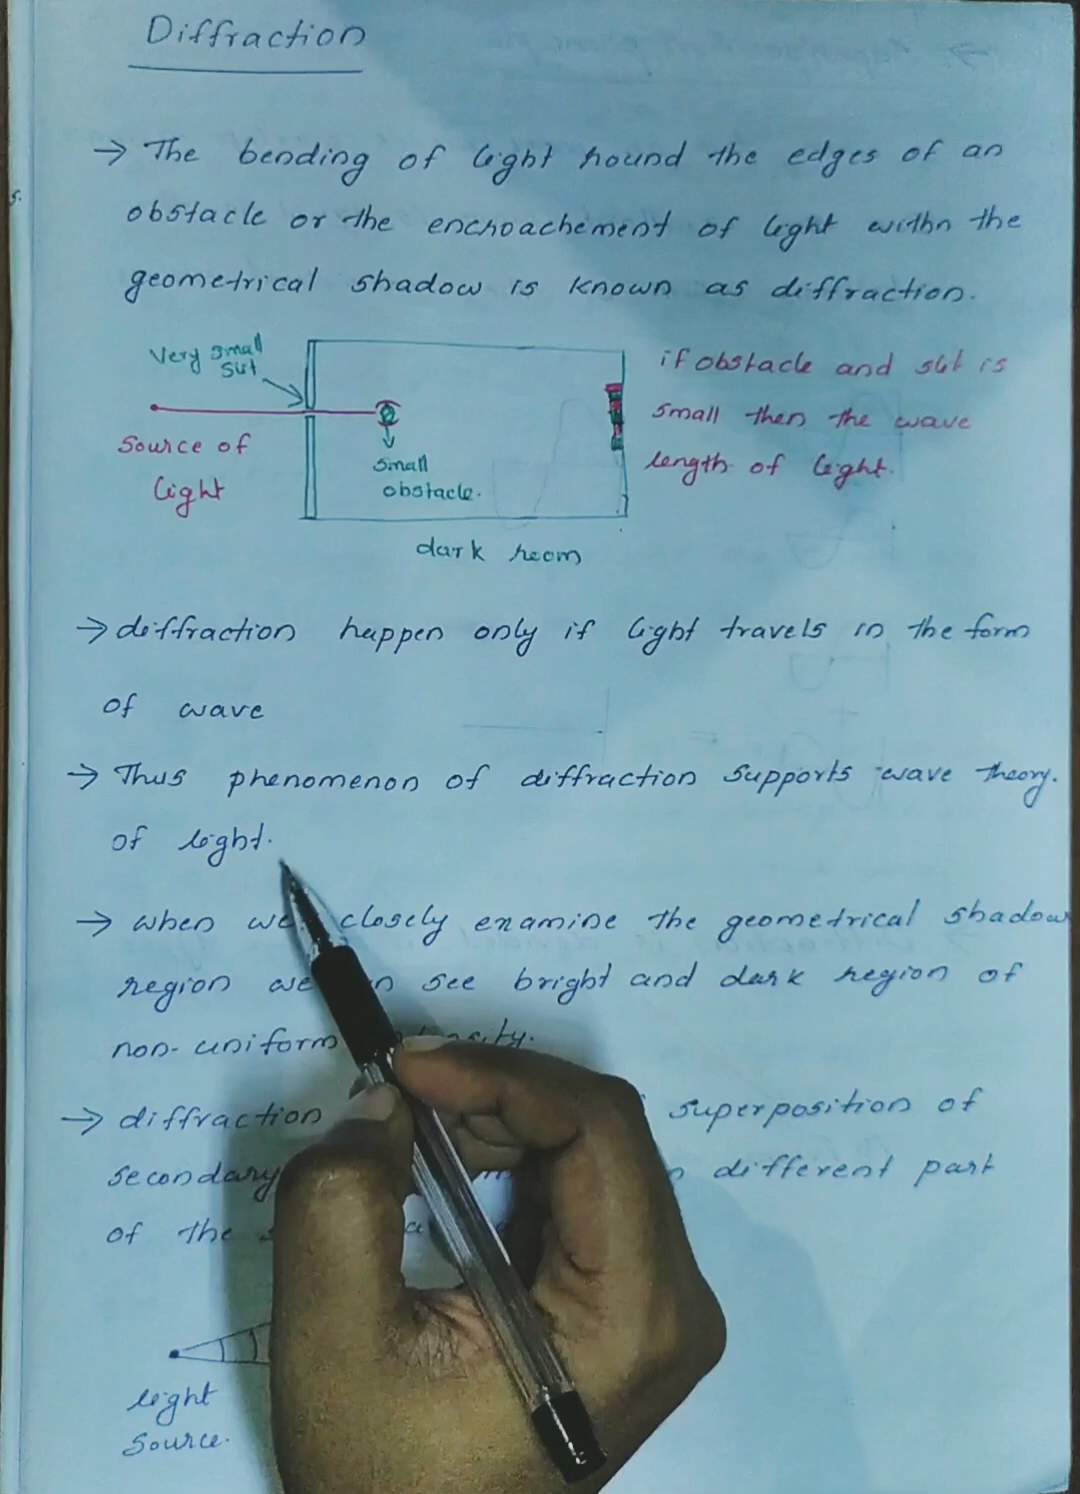 Diffraction
→ The bending of light round the edges of an
obstacle or the encroachement of light withn the
geometrical shadow is known as diffraction.
Very small
slit
Source of
light
small
obstacle.
dark room
if obstacle and slit is
small then the wave
length of light.
→ diffraction happen only if light travels in the form
of wave
→ Thus phenomenon of diffraction supports wave theory.
of light.
→ when we closely examine the geometrical shadow
region we see bright and dark region of
non-uniform
→ diffraction superposition of
secondary different part
of the
light
source.